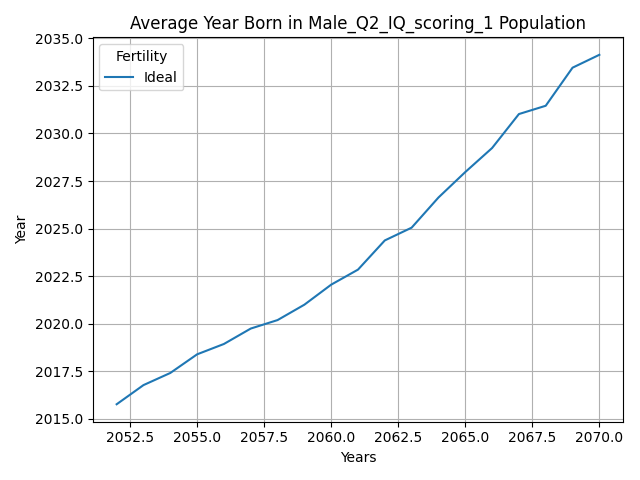 Average Year Born in Male_Q2_IQ_scoring_1 Population
Fertility
Ideal
2035.0
2032.5
2030.0
2027.5
2025.0
2022.5
2020.0
2017.5
2015.0
Year
2052.5 2055.0 2057.5 2060.0 2062.5 2065.0 2067.5 2070.0
Years